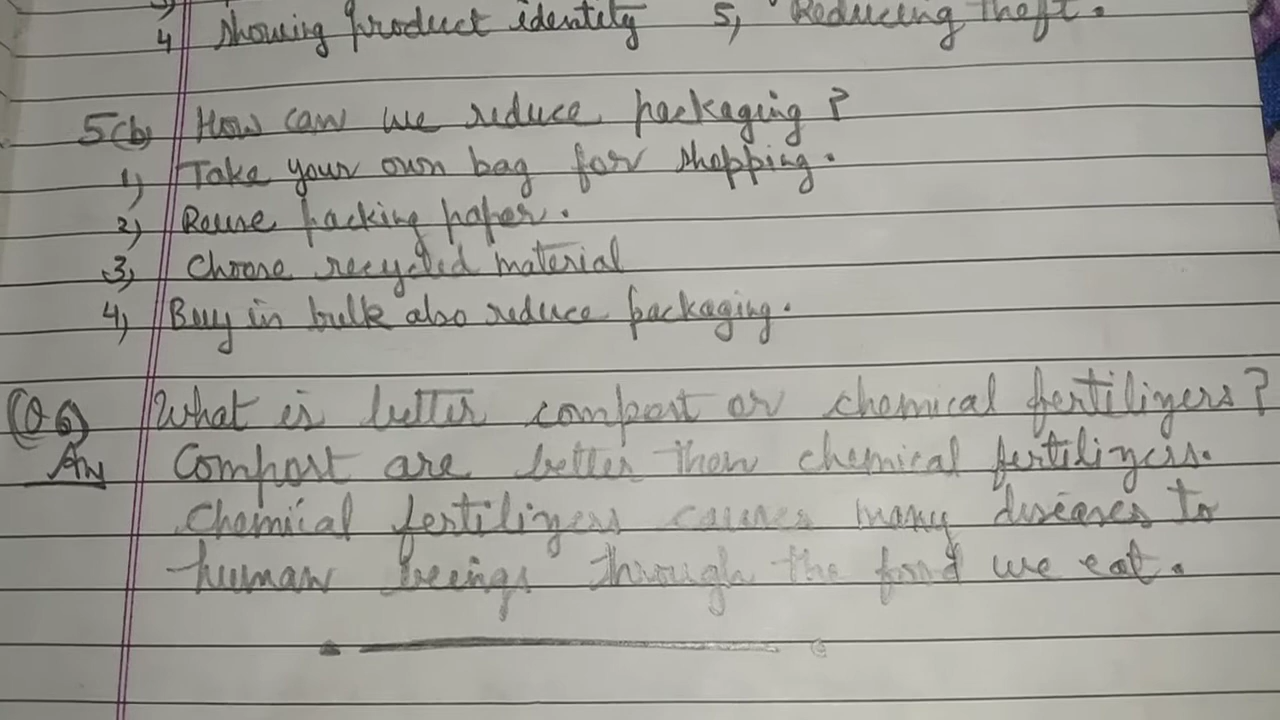 4 Showing product identity 5, Reducing theft.
5(b) How can we reduce packaging?
1) Take your own bag for shopping.
2) Reuse packing paper.
3, Choose recycled material
4, Buy in bulk also reduce packaging.
(Q6) What is better compost or chemical fertilizers?
Ans Compost are better then chemical fertilizers.
Chemical fertilizers causes many diseases to
human beings through the food we eat.